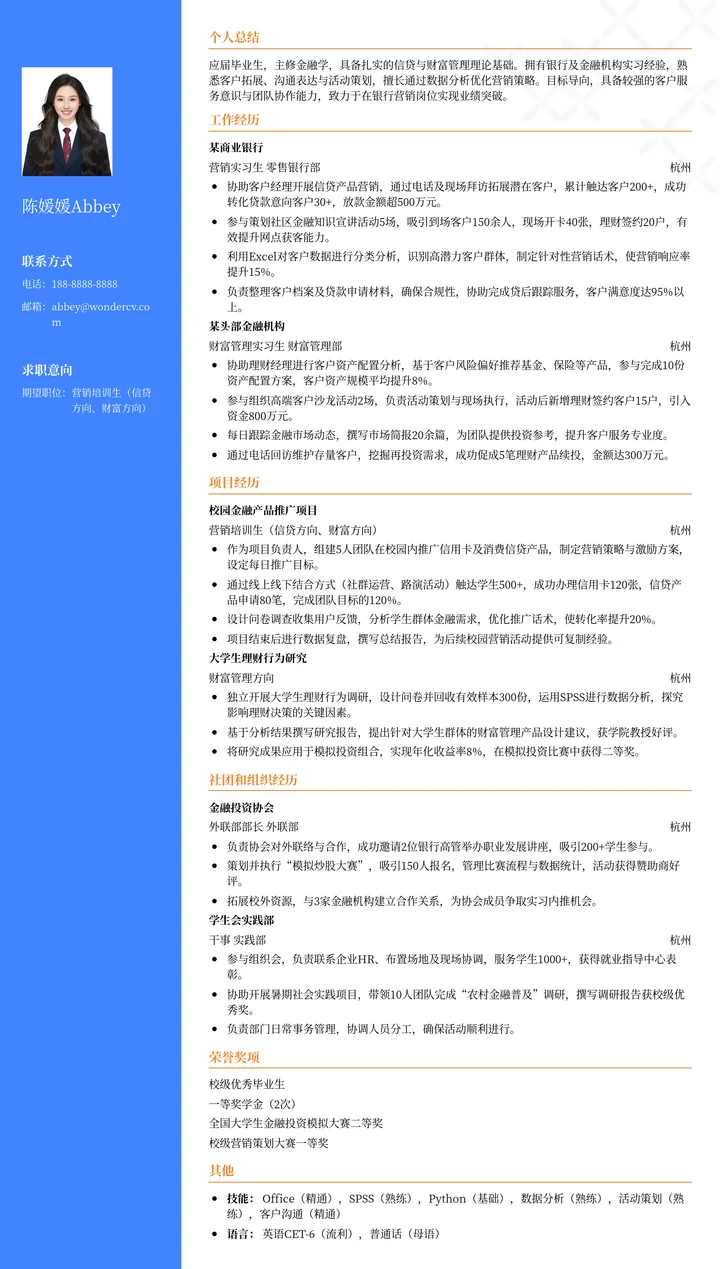 陈媛媛Abbey
联系方式
电话：188-8888-8888
邮箱：abbey@wondercv.co
m
求职意向
期望职位：营销培训生（信贷
方向、财富方向）
个人总结
应届毕业生，主修金融学，具备扎实的信贷与财富管理理论基础。拥有银行及金融机构实习经验，熟
悉客户拓展、沟通表达与活动策划，擅长通过数据分析优化营销策略。目标导向，具备较强的客户服
务意识与团队协作能力，致力于在银行营销岗位实现业绩突破。
工作经历
某商业银行
营销实习生 零售银行部 杭州
• 协助客户经理开展信贷产品营销，通过电话及现场拜访拓展潜在客户，累计触达客户200+，成功
转化贷款意向客户30+，放款金额超500万元。
• 参与策划社区金融知识宣讲活动5场，吸引到场客户150余人，现场开卡40张，理财签约20户，有
效提升网点获客能力。
• 利用Excel对客户数据进行分类分析，识别高潜力客户群体，制定针对性营销话术，使营销响应率
提升15%。
• 负责整理客户档案及贷款申请材料，确保合规性，协助完成贷后跟踪服务，客户满意度达95%以
上。
某头部金融机构
财富管理实习生 财富管理部 杭州
• 协助理财经理进行客户资产配置分析，基于客户风险偏好推荐基金、保险等产品，参与完成10份
资产配置方案，客户资产规模平均提升8%。
• 参与组织高端客户沙龙活动2场，负责活动策划与现场执行，活动后新增理财签约客户15户，引入
资金800万元。
• 每日跟踪金融市场动态，撰写市场简报20余篇，为团队提供投资参考，提升客户服务专业度。
• 通过电话回访维护存量客户，挖掘再投资需求，成功促成5笔理财产品续投，金额达300万元。
项目经历
校园金融产品推广项目
营销培训生（信贷方向、财富方向） 杭州
• 作为项目负责人，组建5人团队在校园内推广信用卡及消费信贷产品，制定营销策略与激励方案，
设定每日推广目标。
• 通过线上线下结合方式（社群运营、路演活动）触达学生500+，成功办理信用卡120张，信贷产
品申请80笔，完成团队目标的120%。
• 设计问卷调查收集用户反馈，分析学生群体金融需求，优化推广话术，使转化率提升20%。
• 项目结束后进行数据复盘，撰写总结报告，为后续校园营销活动提供可复制经验。
大学生理财行为研究
财富管理方向 杭州
• 独立开展大学生理财行为调研，设计问卷并回收有效样本300份，运用SPSS进行数据分析，探究
影响理财决策的关键因素。
• 基于分析结果撰写研究报告，提出针对大学生群体的财富管理产品设计建议，获学院教授好评。
• 将研究成果应用于模拟投资组合，实现年化收益率8%，在模拟投资比赛中获得二等奖。
社团和组织经历
金融投资协会
外联部部长 外联部 杭州
• 负责协会对外联络与合作，成功邀请2位银行高管举办职业发展讲座，吸引200+学生参与。
• 策划并执行“模拟炒股大赛”，吸引150人报名，管理比赛流程与数据统计，活动获得赞助商好
评。
• 拓展校外资源，与3家金融机构建立合作关系，为协会成员争取实习内推机会。
学生会实践部
干事 实践部 杭州
• 参与组织会，负责联系企业HR、布置场地及现场协调，服务学生1000+，获得就业指导中心表
彰。
• 协助开展暑期社会实践项目，带领10人团队完成“农村金融普及”调研，撰写调研报告获校级优
秀奖。
• 负责部门日常事务管理，协调人员分工，确保活动顺利进行。
荣誉奖项
校级优秀毕业生
一等奖学金（2次）
全国大学生金融投资模拟大赛二等奖
校级营销策划大赛一等奖
其他
• 技能： Office（精通）, SPSS（熟练）, Python（基础）, 数据分析（熟练）, 活动策划（熟
练）, 客户沟通（精通）
• 语言： 英语CET-6（流利）, 普通话（母语）